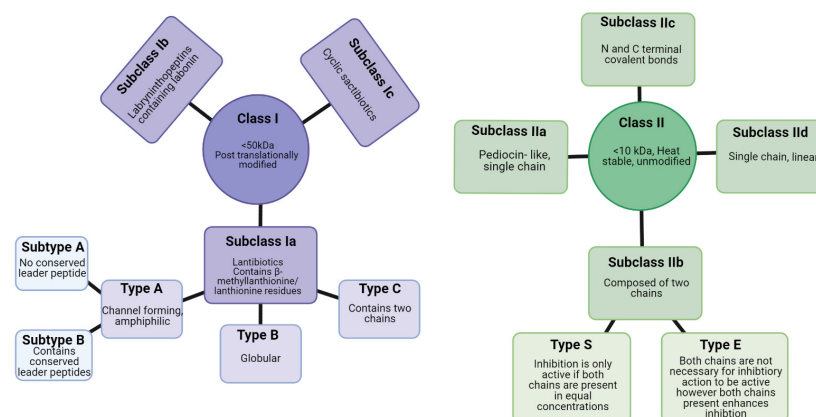 Subclass Ib
Labryninthopeptins
containing labonin
Subclass Ic
Cyclic sactibiotics
Class I
<50kDa
Post translationally
modified
Subclass Ia
Lantibiotics
Contains β-
methyllanthionine/
lanthionine residues
Subtype A
No conserved
leader peptide
Subtype B
Contains
conserved
leader peptides
Type A
Channel forming,
amphiphilic
Type B
Globular
Type C
Contains two
chains
Subclass IIc
N and C terminal
covalent bonds
Subclass IIa
Pediocin- like,
single chain
Class II
<10 kDa, Heat
stable, unmodified
Subclass IId
Single chain, linear
Subclass IIb
Composed of two
chains
Type S
Inhibition is only
active if both
chains are present
in equal
concentrations
Type E
Both chains are not
necessary for inhibtiory
action to be active
however both chains
present enhances
inhibtion